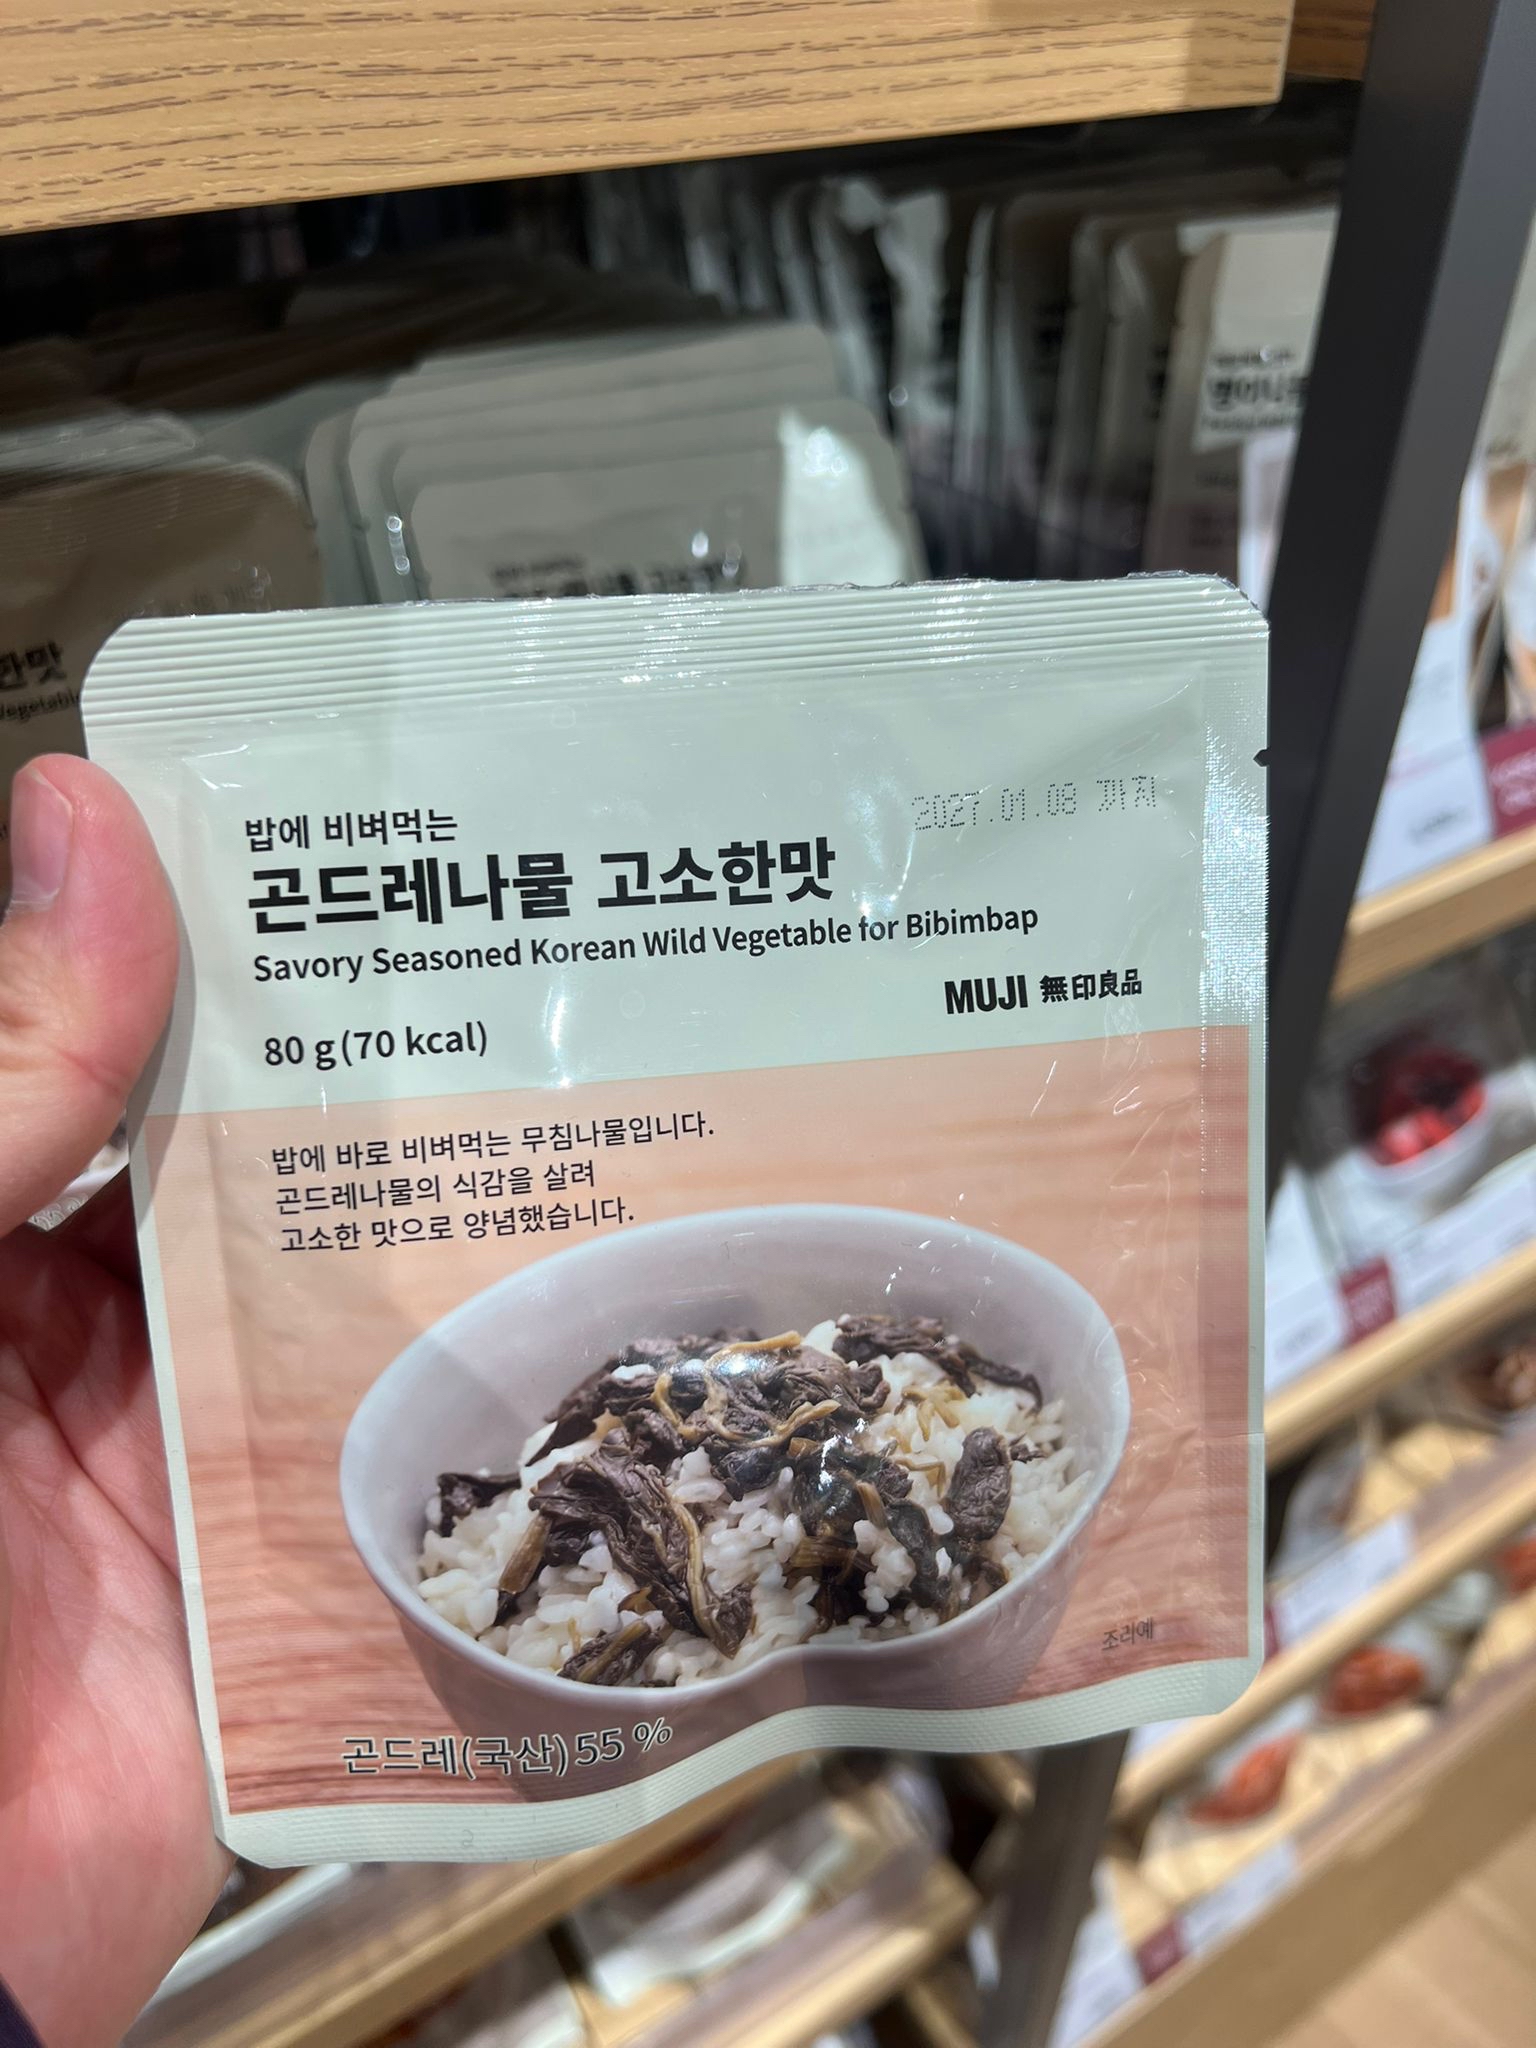 밥에 비벼먹는
2027.01.08 까지
곤드레나물 고소한맛
Savory Seasoned Korean Wild Vegetable for Bibimbap
MUJI 無印良品
80 g(70 kcal)
밥에 바로 비벼먹는 무침나물입니다.
곤드레나물의 식감을 살려
고소한 맛으로 양념했습니다.
조리예
곤드레(국산)55 %